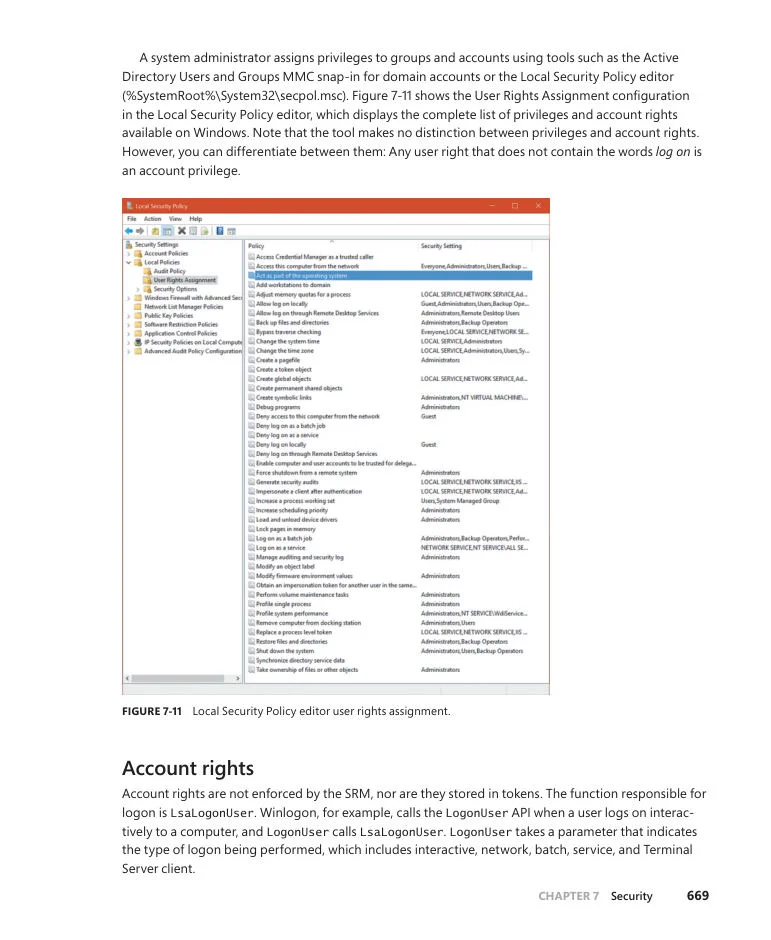 A system administrator assigns privileges to groups and accounts using tools such as the Active
Directory Users and Groups MMC snap-in for domain accounts or the Local Security Policy editor
(%SystemRoot%\System32\secpol.msc). Figure 7-11 shows the User Rights Assignment configuration
in the Local Security Policy editor, which displays the complete list of privileges and account rights
available on Windows. Note that the tool makes no distinction between privileges and account rights.
However, you can differentiate between them: Any user right that does not contain the words log on is
an account privilege.
Local Security Policy
File Action View Help
Security Settings
Account Policies
Local Policies
Audit Policy
User Rights Assignment
Security Options
Windows Firewall with Advanced Secu
Network List Manager Policies
Public Key Policies
Software Restriction Policies
Application Control Policies
IP Security Policies on Local Compute
Advanced Audit Policy Configuration
Policy Security Setting
Access Credential Manager as a trusted caller
Access this computer from the network Everyone,Administrators,Users,Backup ...
Act as part of the operating system
Add workstations to domain
Adjust memory quotas for a process LOCAL SERVICE,NETWORK SERVICE,Ad...
Allow log on locally Guest,Administrators,Users,Backup Ope...
Allow log on through Remote Desktop Services Administrators,Remote Desktop Users
Back up files and directories Administrators,Backup Operators
Bypass traverse checking Everyone,LOCAL SERVICE,NETWORK SE...
Change the system time LOCAL SERVICE,Administrators
Change the time zone LOCAL SERVICE,Administrators,Users,Sy...
Create a pagefile Administrators
Create a token object
Create global objects LOCAL SERVICE,NETWORK SERVICE,Ad...
Create permanent shared objects
Create symbolic links Administrators,NT VIRTUAL MACHINE\...
Debug programs Administrators
Deny access to this computer from the network Guest
Deny log on as a batch job
Deny log on as a service
Deny log on locally Guest
Deny log on through Remote Desktop Services
Enable computer and user accounts to be trusted for delega...
Force shutdown from a remote system Administrators
Generate security audits LOCAL SERVICE,NETWORK SERVICE,IIS ...
Impersonate a client after authentication LOCAL SERVICE,NETWORK SERVICE,Ad...
Increase a process working set Users,System Managed Group
Increase scheduling priority Administrators
Load and unload device drivers Administrators
Lock pages in memory
Log on as a batch job Administrators,Backup Operators,Perfor...
Log on as a service NETWORK SERVICE,NT SERVICE\ALL SE...
Manage auditing and security log Administrators
Modify an object label
Modify firmware environment values Administrators
Obtain an impersonation token for another user in the same...
Perform volume maintenance tasks Administrators
Profile single process Administrators
Profile system performance Administrators,NT SERVICE\WdiService...
Remove computer from docking station Administrators,Users
Replace a process level token LOCAL SERVICE,NETWORK SERVICE,IIS ...
Restore files and directories Administrators,Backup Operators
Shut down the system Administrators,Users,Backup Operators
Synchronize directory service data
Take ownership of files or other objects Administrators
FIGURE 7-11 Local Security Policy editor user rights assignment.
Account rights
Account rights are not enforced by the SRM, nor are they stored in tokens. The function responsible for
logon is LsaLogonUser. Winlogon, for example, calls the LogonUser API when a user logs on interac-
tively to a computer, and LogonUser calls LsaLogonUser. LogonUser takes a parameter that indicates
the type of logon being performed, which includes interactive, network, batch, service, and Terminal
Server client.
CHAPTER 7 Security 669